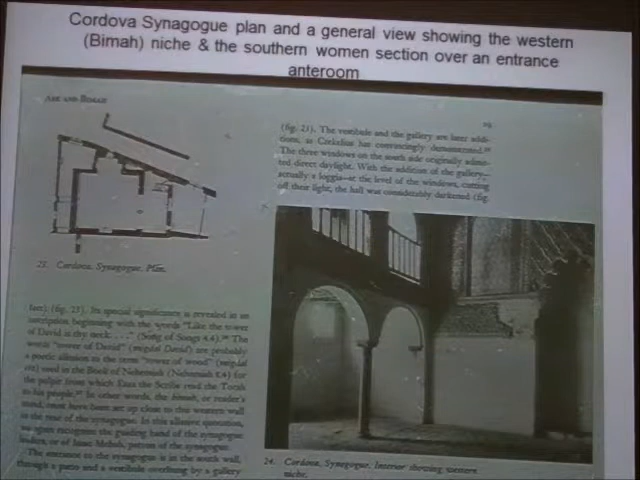 Cordova Synagogue plan and a general view showing the western
(Bimah) niche & the southern women section over an entrance
anteroom
ARK AND BIMAH
29
(fig. 23). The vestibule and the gallery are later addi-
tions, as Cantados has convincingly demonstrated.
The three windows on the south side originally admit-
ted direct daylight. With the addition of the gallery—
actually a loggia—at the level of the windows, cutting
off their light, the hall was considerably darkened (fig.
23. Cordova, Synagogue. Plan.
(fig. 25). Its special significance is revealed in an
inscription beginning with the words "Like the tower
of David is thy neck . . . ." (Song of Songs 4.4). The
words "tower of David" (migdal David) are probably
a poetic allusion to the term "tower of wood" (migdal
etz) used in the Book of Nehemiah (Nehemiah 8.4) for
the pulpit from which Ezra the Scribe read the Torah
to his people. In other words, the bimah, or reader's
stand, must have been set up close to this western wall
in the rear of the synagogue. In this allusive quotation,
we again recognize the guiding hand of the synagogue
leaders, or of Isaac Moheb, patron of the synagogue.
The entrance to the synagogue is in the south wall,
through a patio and a vestibule overhung by a gallery
24. Cordova, Synagogue. Interior showing western
niche.